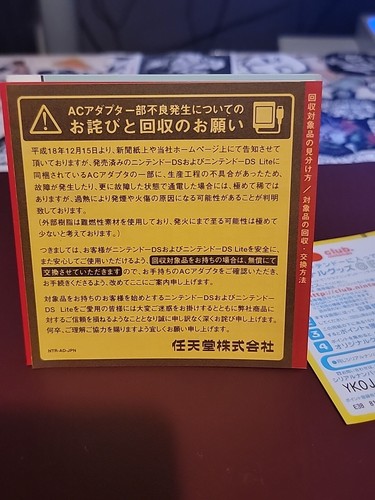 ACアダプター部不良発生についての
お詫びと回収のお願い
平成18年12月15日より、新聞紙上や当社ホームページ上にて告知させて
頂いておりますが、発売済みのニンテンドーDSおよびニンテンドーDS Liteに
同梱されているACアダプタの一部に、生産工程の不具合があったため、
故障が発生したり、更に故障した状態で通電した場合には、極めて稀では
ありますが、過熱により発煙や火傷の原因になる可能性があることが判明
致しております。
(外部樹脂は難燃性素材を使用しており、発火にまで至る可能性は極めて
少ないと考えております。)
つきましては、お客様がニンテンドーDSおよびニンテンドーDS Liteを安全に、
また安心してご使用いただけるよう、回収対象品をお持ちの場合は、無償にて
交換させていただきますので、お手持ちのACアダプタをご確認いただき、
お手続きくださるよう、改めてここにご案内申し上げます。
対象品をお持ちのお客様を始めとするニンテンドーDSおよびニンテンドー
DS Liteをご愛用の皆様には大変ご迷惑をお掛けするとともに弊社商品に
対するご信頼を損ねるようなこととなり誠に申し訳なく深くお詫び申し上げます。
何卒、ご理解ご協力を賜りますよう宜しくお願い申し上げます。
NTR-AD-JPN
任天堂株式会社
回収対象品の見分け方/対象品の回収・交換方法
club
3
4
オリジナル
YK0J